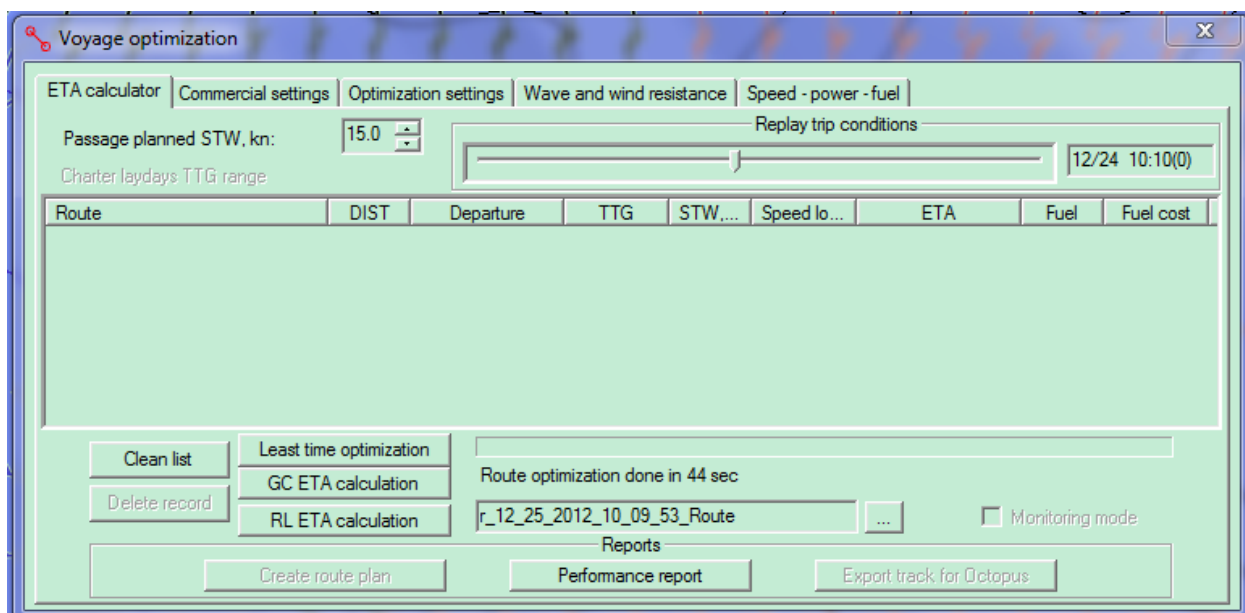 Voyage optimization
ETA calculator Commercial settings Optimization settings Wave and wind resistance Speed - power - fuel
Passage planned STW, kn: 15.0 Replay trip conditions
12/24 10:10(0)
Charter laydays TTG range
Route DIST Departure TTG STW,... Speed lo... ETA Fuel Fuel cost
Clean list Least time optimization
GC ETA calculation Route optimization done in 44 sec
Delete record
RL ETA calculation r_12_25_2012_10_09_53_Route ... Monitoring mode
Reports
Create route plan Performance report Export track for Octopus